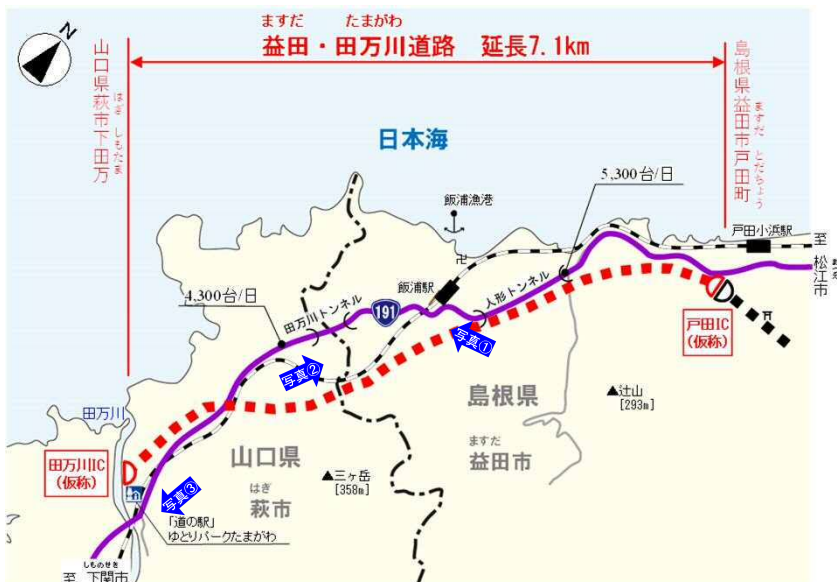 N
ますだ たまがわ
益田・田万川道路 延長7.1km
山口県萩市下田万
はぎ しもたま
島根県益田市戸田町
ますだ とだちょう
日本海
5,300台/日
飯浦漁港
戸田小浜駅
至 松江市
飯浦駅
人形トンネル
4,300台/日
田万川トンネル
191
写真①
戸田IC
(仮称)
写真②
島根県
▲辻山
[293m]
田万川
ますだ
益田市
山口県
田万川IC
(仮称)
▲三ヶ岳
[358m]
はぎ
萩市
写真③
「道の駅」
ゆとりパークたまがわ
しものせき
至 下関市